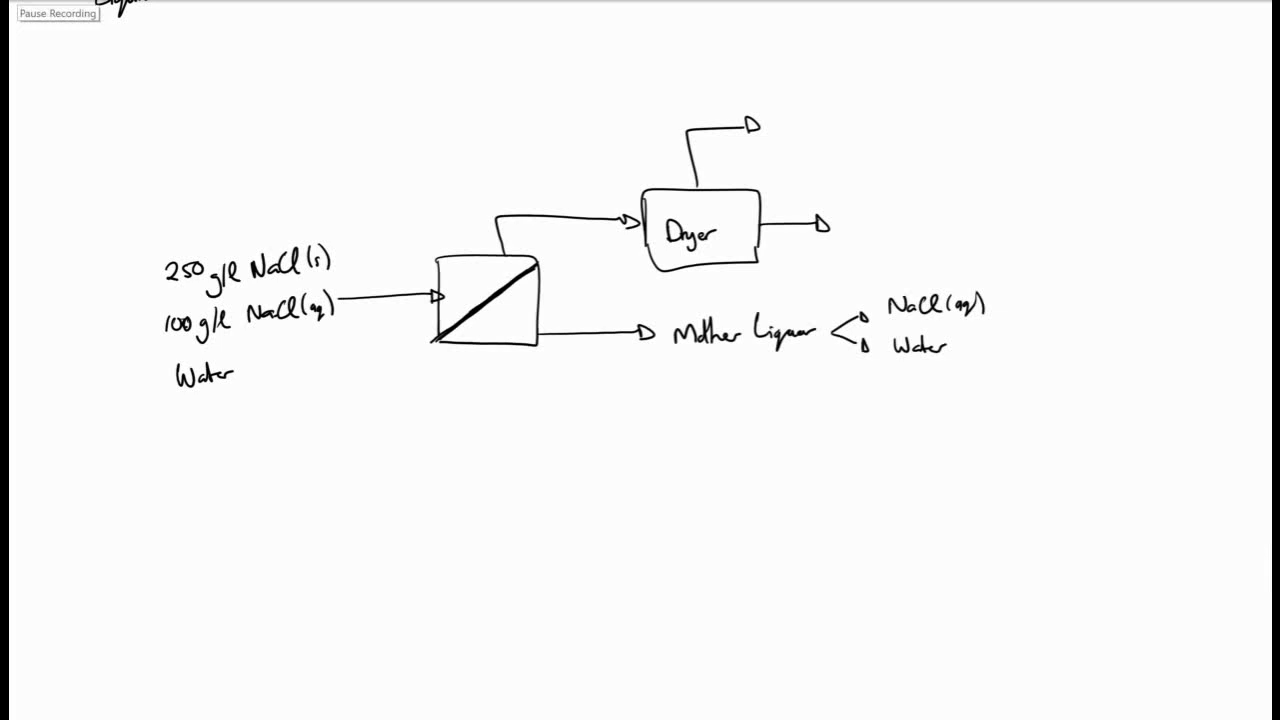 Pause Recording
250 g/l NaCl(s)
100 g/l NaCl(aq)
Water
Dryer
Mother Liquor
NaCl(aq)
Water